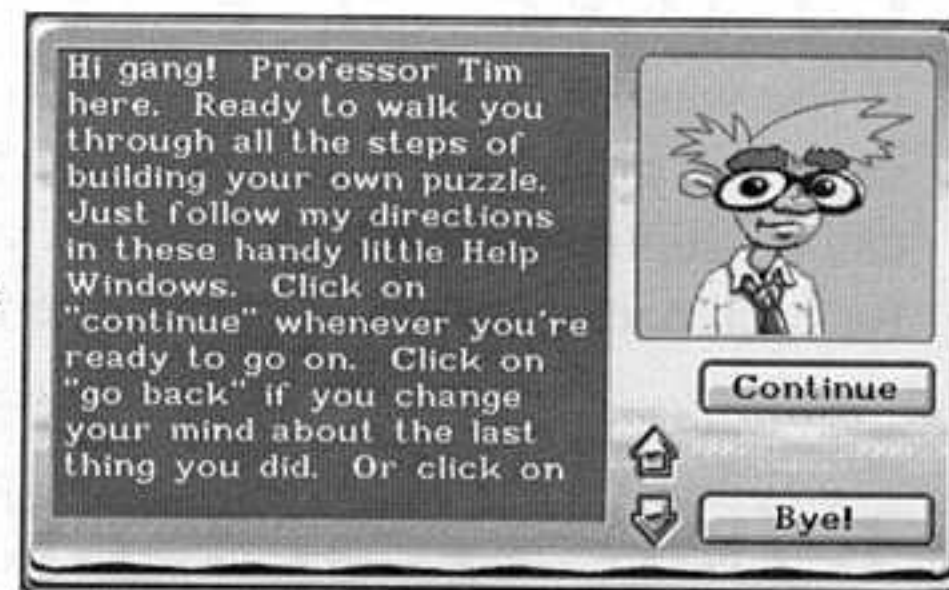 Hi gang!  Professor Tim
here.  Ready to walk you
through all the steps of
building your own puzzle.
Just follow my directions
in these handy little Help
Windows.  Click on
"continue" whenever you're
ready to go on.  Click on
"go back" if you change
your mind about the last
thing you did.  Or click on
Continue
Bye!